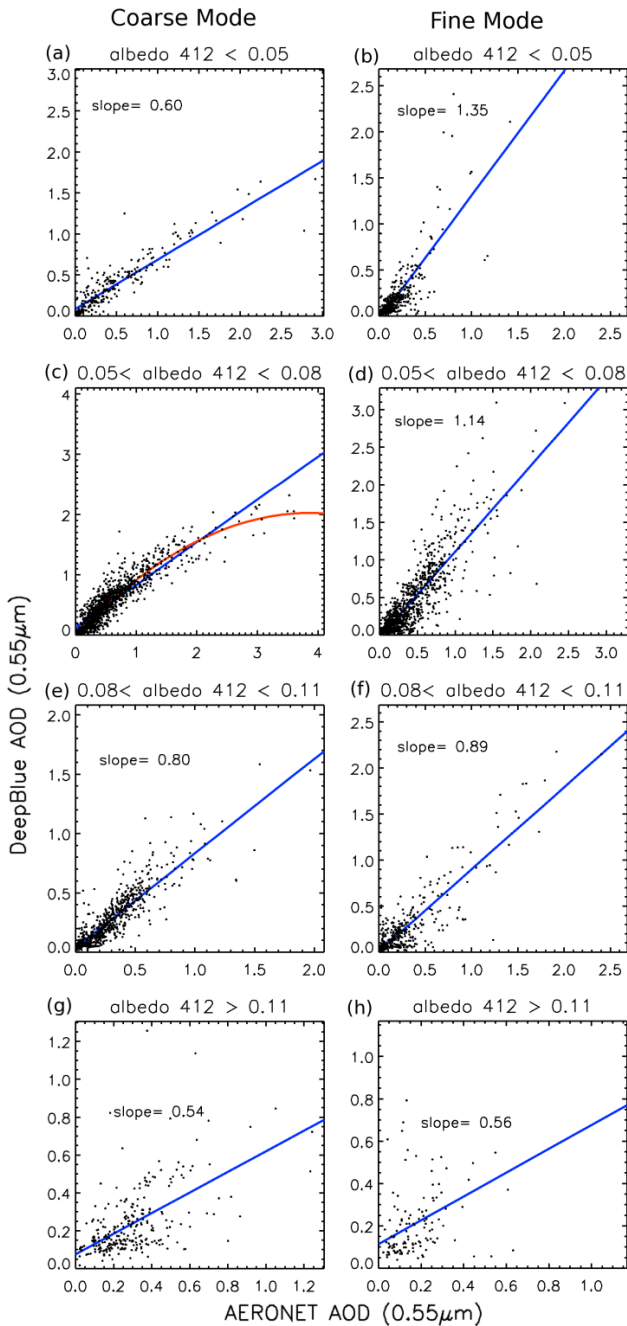 Coarse Mode Fine Mode
(a) albedo 412 < 0.05 (b) albedo 412 < 0.05
3.0
2.5
2.0
1.5
1.0
0.5
0.0
slope= 0.60
0.0 0.5 1.0 1.5 2.0 2.5 3.0
2.5
2.0
1.5
1.0
0.5
0.0
slope= 1.35
0.0 0.5 1.0 1.5 2.0 2.5
(c) 0.05< albedo 412 < 0.08 (d) 0.05< albedo 412 < 0.08
4
3
2
1
0
0 1 2 3 4
3.0
2.5
2.0
1.5
1.0
0.5
0.0
slope= 1.14
0.0 0.5 1.0 1.5 2.0 2.5 3.0
DeepBlue AOD (0.55μm)
(e) 0.08< albedo 412 < 0.11 (f) 0.08< albedo 412 < 0.11
2.0
1.5
1.0
0.5
0.0
slope= 0.80
0.0 0.5 1.0 1.5 2.0
2.5
2.0
1.5
1.0
0.5
0.0
slope= 0.89
0.0 0.5 1.0 1.5 2.0 2.5
(g) albedo 412 > 0.11 (h) albedo 412 > 0.11
1.2
1.0
0.8
0.6
0.4
0.2
0.0
slope= 0.54
0.0 0.2 0.4 0.6 0.8 1.0 1.2
1.0
0.8
0.6
0.4
0.2
0.0
slope= 0.56
0.0 0.2 0.4 0.6 0.8 1.0
AERONET AOD (0.55μm)